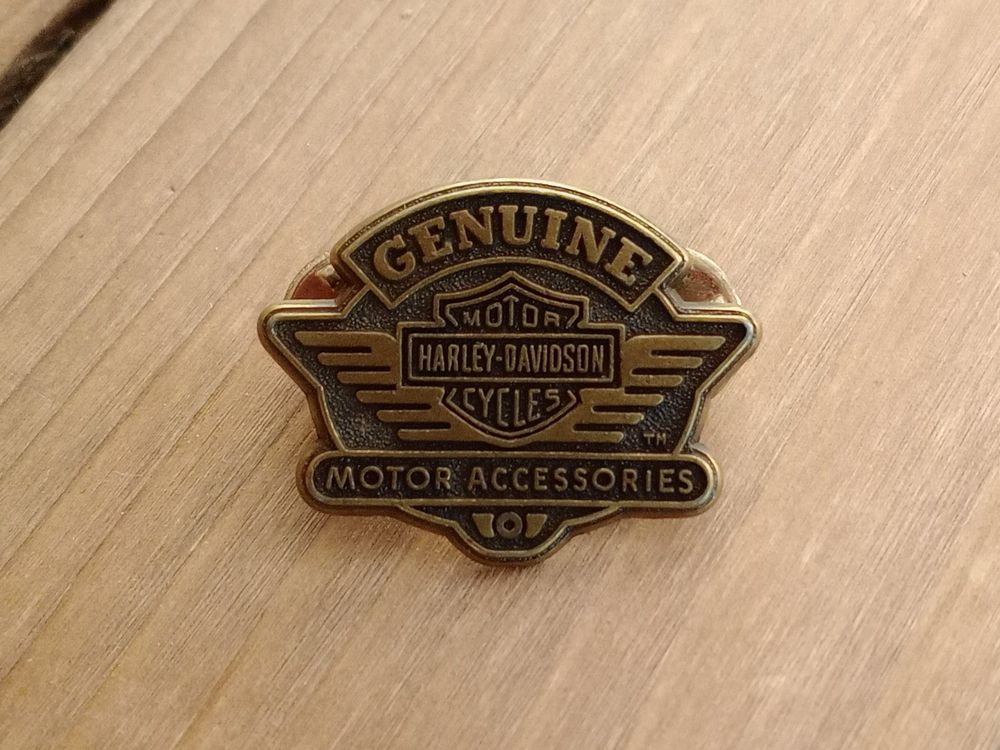 GENUINE
MOTOR
HARLEY-DAVIDSON
CYCLES
TM
MOTOR ACCESSORIES